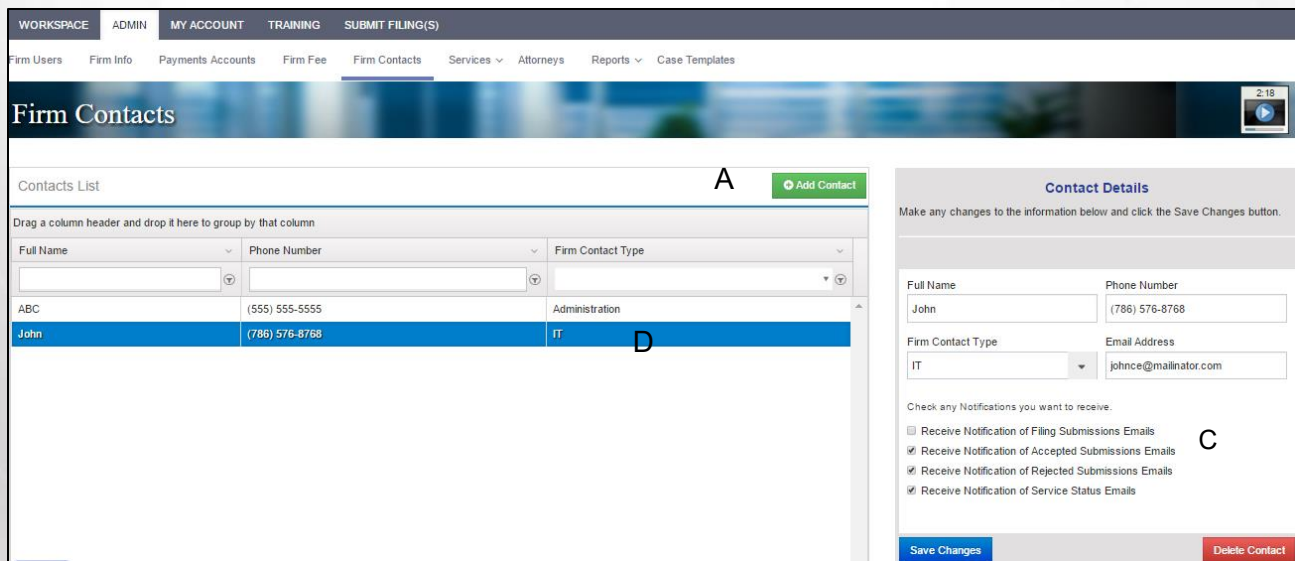 WORKSPACE ADMIN MY ACCOUNT TRAINING SUBMIT FILING(S)
Firm Users Firm Info Payments Accounts Firm Fee Firm Contacts Services Attorneys Reports Case Templates
Firm Contacts
2:18
Contacts List
A
Add Contact
Drag a column header and drop it here to group by that column
Full Name Phone Number Firm Contact Type
ABC (555) 555-5555 Administration
John (786) 576-8768 IT
D
Contact Details
Make any changes to the information below and click the Save Changes button.
Full Name Phone Number
John (786) 576-8768
Firm Contact Type Email Address
IT johnce@mailinator.com
Check any Notifications you want to receive.
Receive Notification of Filing Submissions Emails
C
Receive Notification of Accepted Submissions Emails
Receive Notification of Rejected Submissions Emails
Receive Notification of Service Status Emails
Save Changes Delete Contact